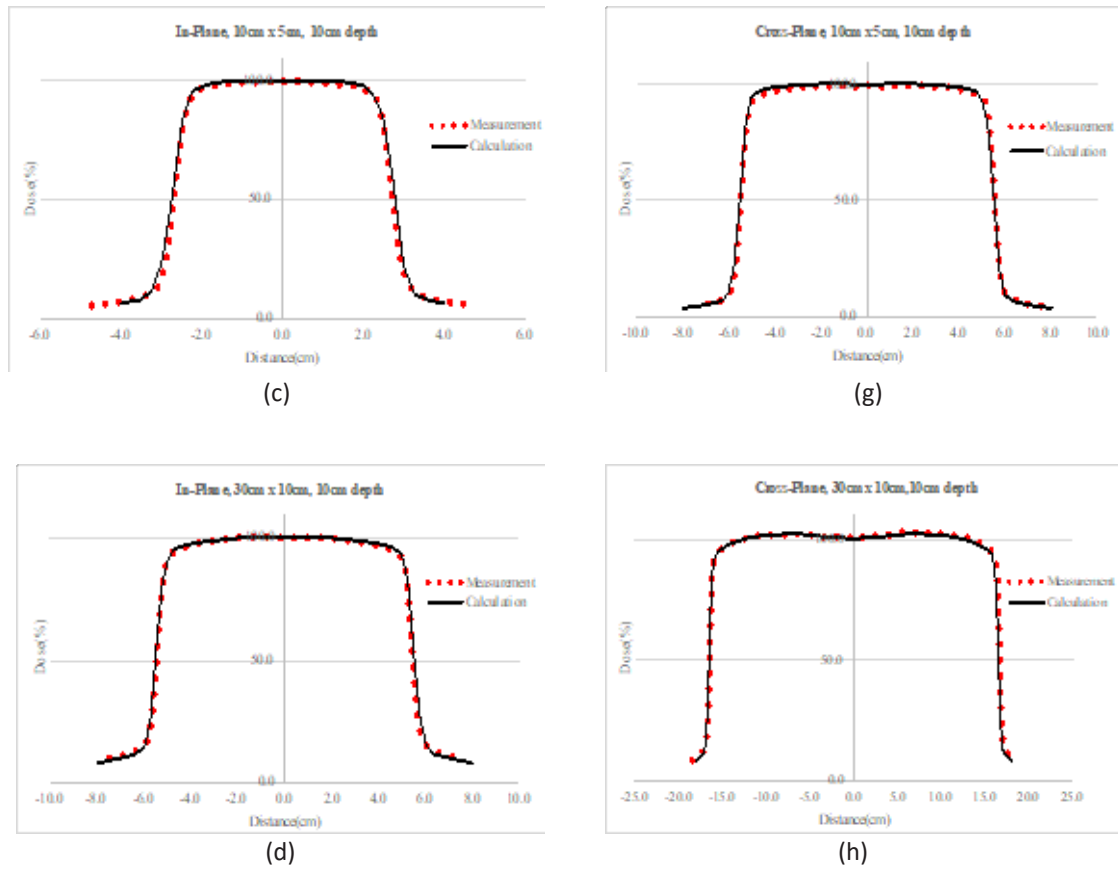 In-Plane, 10cm x 5cm, 10cm depth
100.0
Measurement
Calculation
50.0
Dose(%)
0.0
-6.0 -4.0 -2.0 0.0 2.0 4.0 6.0
Distance(cm)
(c)
Cross-Plane, 10cm x 5cm, 10cm depth
100.0
Measurement
Calculation
50.0
Dose(%)
0.0
-10.0 -8.0 -6.0 -4.0 -2.0 0.0 2.0 4.0 6.0 8.0 10.0
Distance(cm)
(g)
In-Plane, 30cm x 10cm, 10cm depth
100.0
Measurement
Calculation
50.0
Dose(%)
0.0
-10.0 -8.0 -6.0 -4.0 -2.0 0.0 2.0 4.0 6.0 8.0 10.0
Distance(cm)
(d)
Cross-Plane, 30cm x 10cm,10cm depth
100.0
Measurement
Calculation
50.0
Dose(%)
0.0
-25.0 -20.0 -15.0 -10.0 -5.0 0.0 5.0 10.0 15.0 20.0 25.0
Distance(cm)
(h)